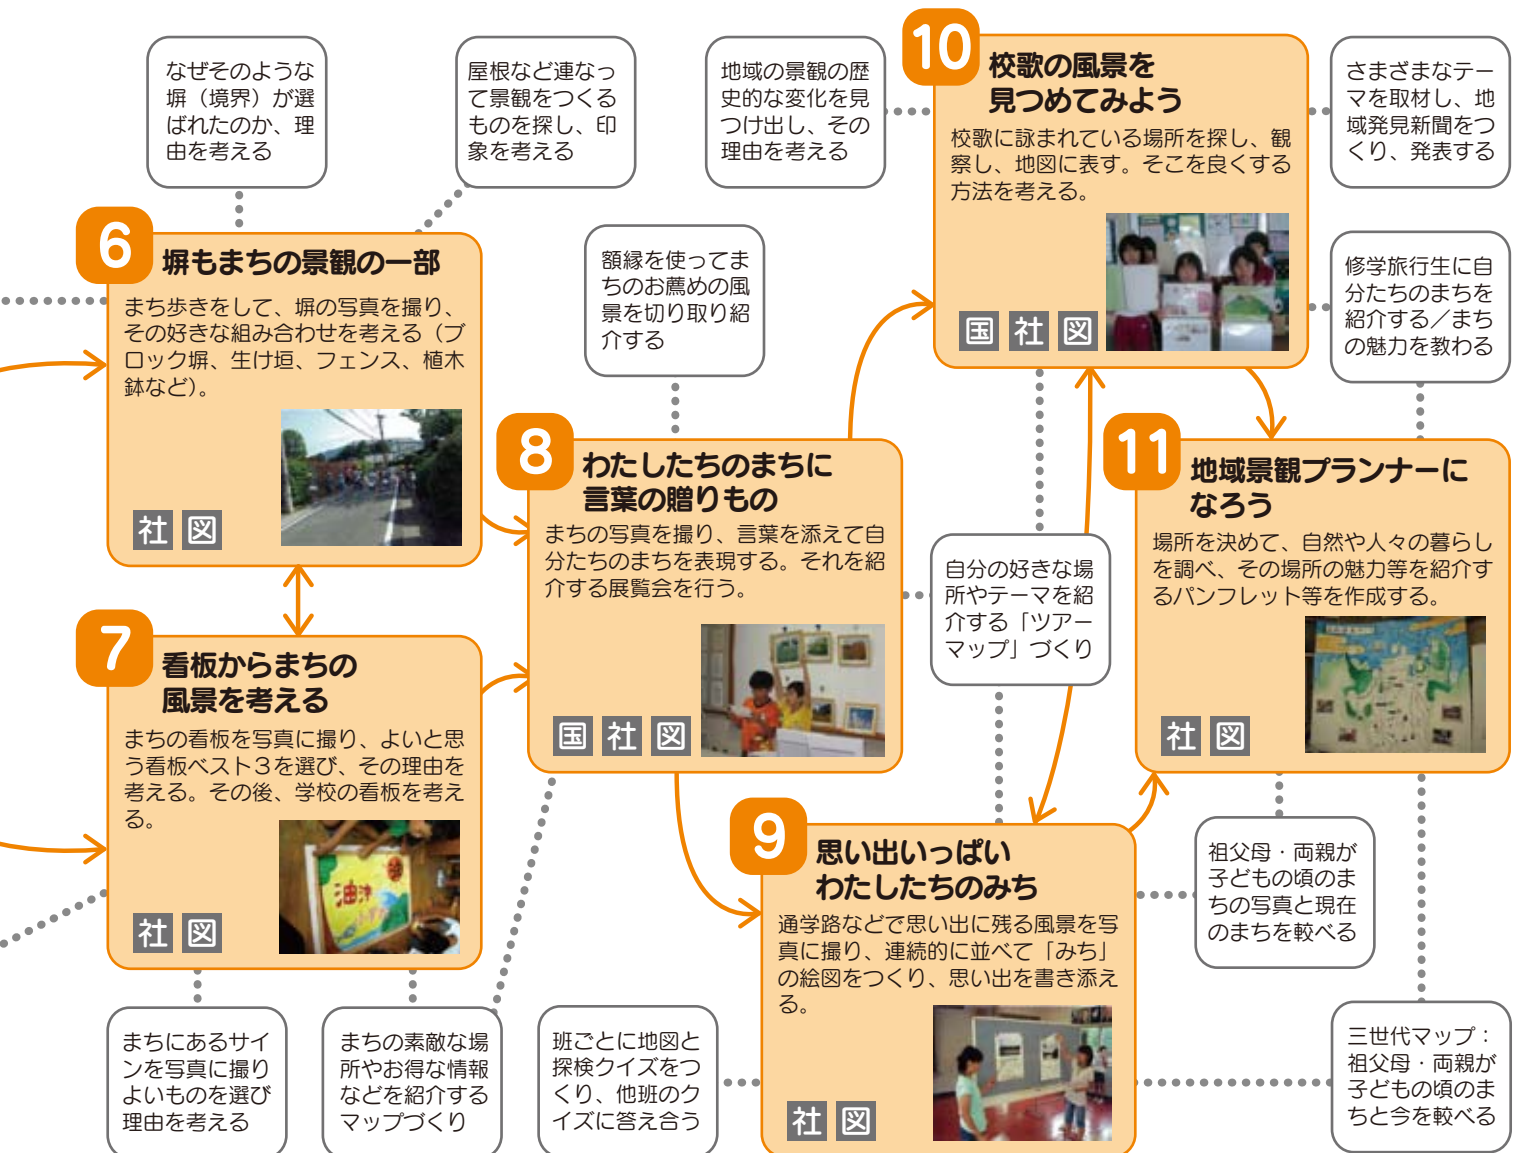 なぜそのような
塀（境界）が選
ばれたのか、理
由を考える
屋根など連なっ
て景観をつくる
ものを探し、印
象を考える
地域の景観の歴
史的な変化を見
つけ出し、その
理由を考える
10
校歌の風景を
見つめてみよう
校歌に詠まれている場所を探し、観
察し、地図に表す。そこを良くする
方法を考える。
国 社 図
さまざまなテー
マを取材し、地
域発見新聞をつ
くり、発表する
6
塀もまちの景観の一部
まち歩きをして、塀の写真を撮り、
その好きな組み合わせを考える（ブ
ロック塀、生け垣、フェンス、植木
鉢など）。
社 図
額縁を使ってま
ちのお薦めの風
景を切り取り紹
介する
修学旅行生に自
分たちのまちを
紹介する／まち
の魅力を教わる
8
わたしたちのまちに
言葉の贈りもの
まちの写真を撮り、言葉を添えて自
分たちのまちを表現する。それを紹
介する展覧会を行う。
国 社 図
自分の好きな場
所やテーマを紹
介する「ツアー
マップ」づくり
11
地域景観プランナーに
なろう
場所を決めて、自然や人々の暮らし
を調べ、その場所の魅力等を紹介す
るパンフレット等を作成する。
社 図
7
看板からまちの
風景を考える
まちの看板を写真に撮り、よいと思
う看板ベスト３を選び、その理由を
考える。その後、学校の看板を考え
る。
油津
社 図
9
思い出いっぱい
わたしたちのみち
通学路などで思い出に残る風景を写
真に撮り、連続的に並べて「みち」
の絵図をつくり、思い出を書き添え
る。
社 図
祖父母・両親が
子どもの頃のま
ちの写真と現在
のまちを較べる
まちにあるサイ
ンを写真に撮り
よいものを選び
理由を考える
まちの素敵な場
所やお得な情報
などを紹介する
マップづくり
班ごとに地図と
探検クイズをつ
くり、他班のク
イズに答え合う
三世代マップ：
祖父母・両親が
子どもの頃のま
ちと今を較べる